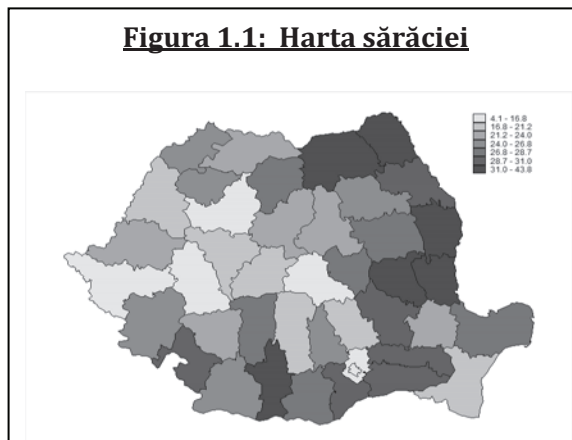 Figura 1.1: Harta sărăciei
4.1 - 16.8
16.8 - 21.2
21.2 - 24.0
24.0 - 26.8
26.8 - 28.7
28.7 - 31.0
31.0 - 43.8